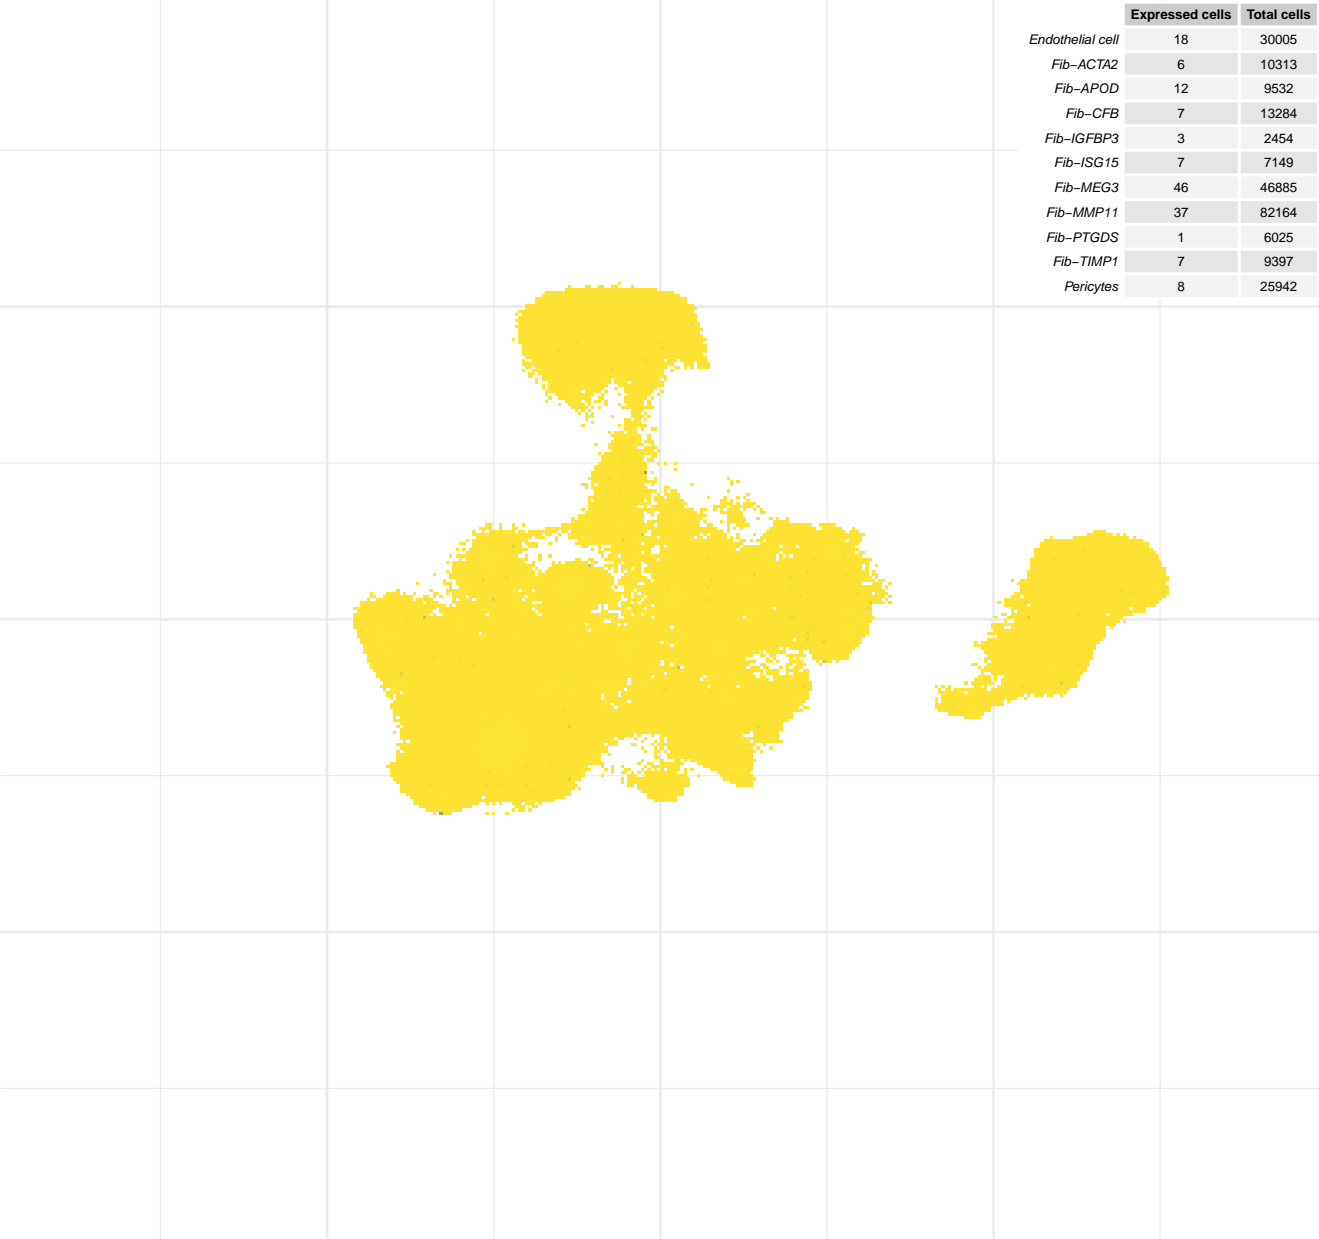 Expressed cells Total cells
Endothelial cell 18 30005
Fib−ACTA2 6 10313
Fib−APOD 12 9532
Fib−CFB 7 13284
Fib−IGFBP3 3 2454
Fib−ISG15 7 7149
Fib−MEG3 46 46885
Fib−MMP11 37 82164
Fib−PTGDS 1 6025
Fib−TIMP1 7 9397
Pericytes 8 25942